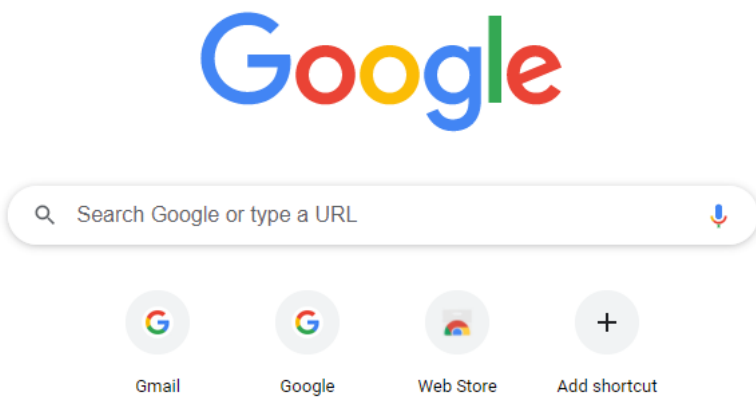 Google
Search Google or type a URL
Gmail
Google
Web Store
Add shortcut